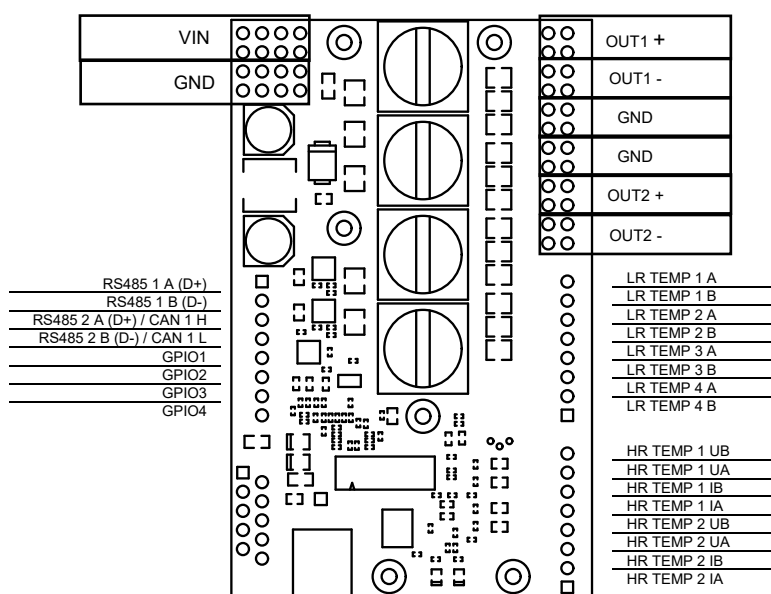 VIN
GND
OUT1 +
OUT1 -
GND
GND
OUT2 +
OUT2 -
RS485 1 A (D+)
RS485 1 B (D-)
RS485 2 A (D+) / CAN 1 H
RS485 2 B (D-) / CAN 1 L
GPIO1
GPIO2
GPIO3
GPIO4
LR TEMP 1 A
LR TEMP 1 B
LR TEMP 2 A
LR TEMP 2 B
LR TEMP 3 A
LR TEMP 3 B
LR TEMP 4 A
LR TEMP 4 B
HR TEMP 1 UB
HR TEMP 1 UA
HR TEMP 1 IB
HR TEMP 1 IA
HR TEMP 2 UB
HR TEMP 2 UA
HR TEMP 2 IB
HR TEMP 2 IA